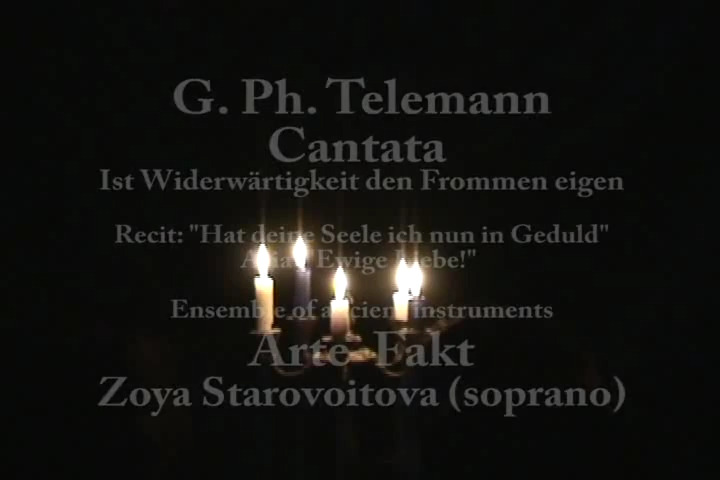 G. Ph. Telemann
Cantata
Ist Widerwärtigkeit den Frommen eigen
Recit: "Hat deine Seele ich nun in Geduld"
Aria: "Ewige Liebe!"
Ensemble of ancient instruments
Arte Fakt
Zoya Starovoitova (soprano)